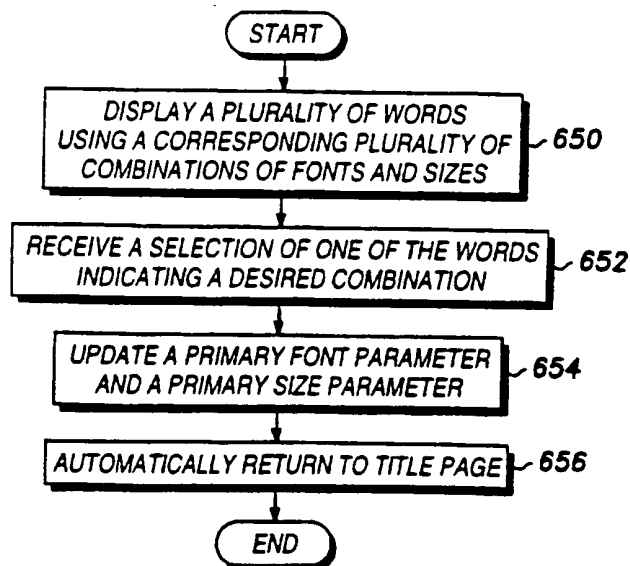 START
DISPLAY A PLURALITY OF WORDS
USING A CORRESPONDING PLURALITY OF
COMBINATIONS OF FONTS AND SIZES
650
RECEIVE A SELECTION OF ONE OF THE WORDS
INDICATING A DESIRED COMBINATION
652
UPDATE A PRIMARY FONT PARAMETER
AND A PRIMARY SIZE PARAMETER
654
AUTOMATICALLY RETURN TO TITLE PAGE
656
END